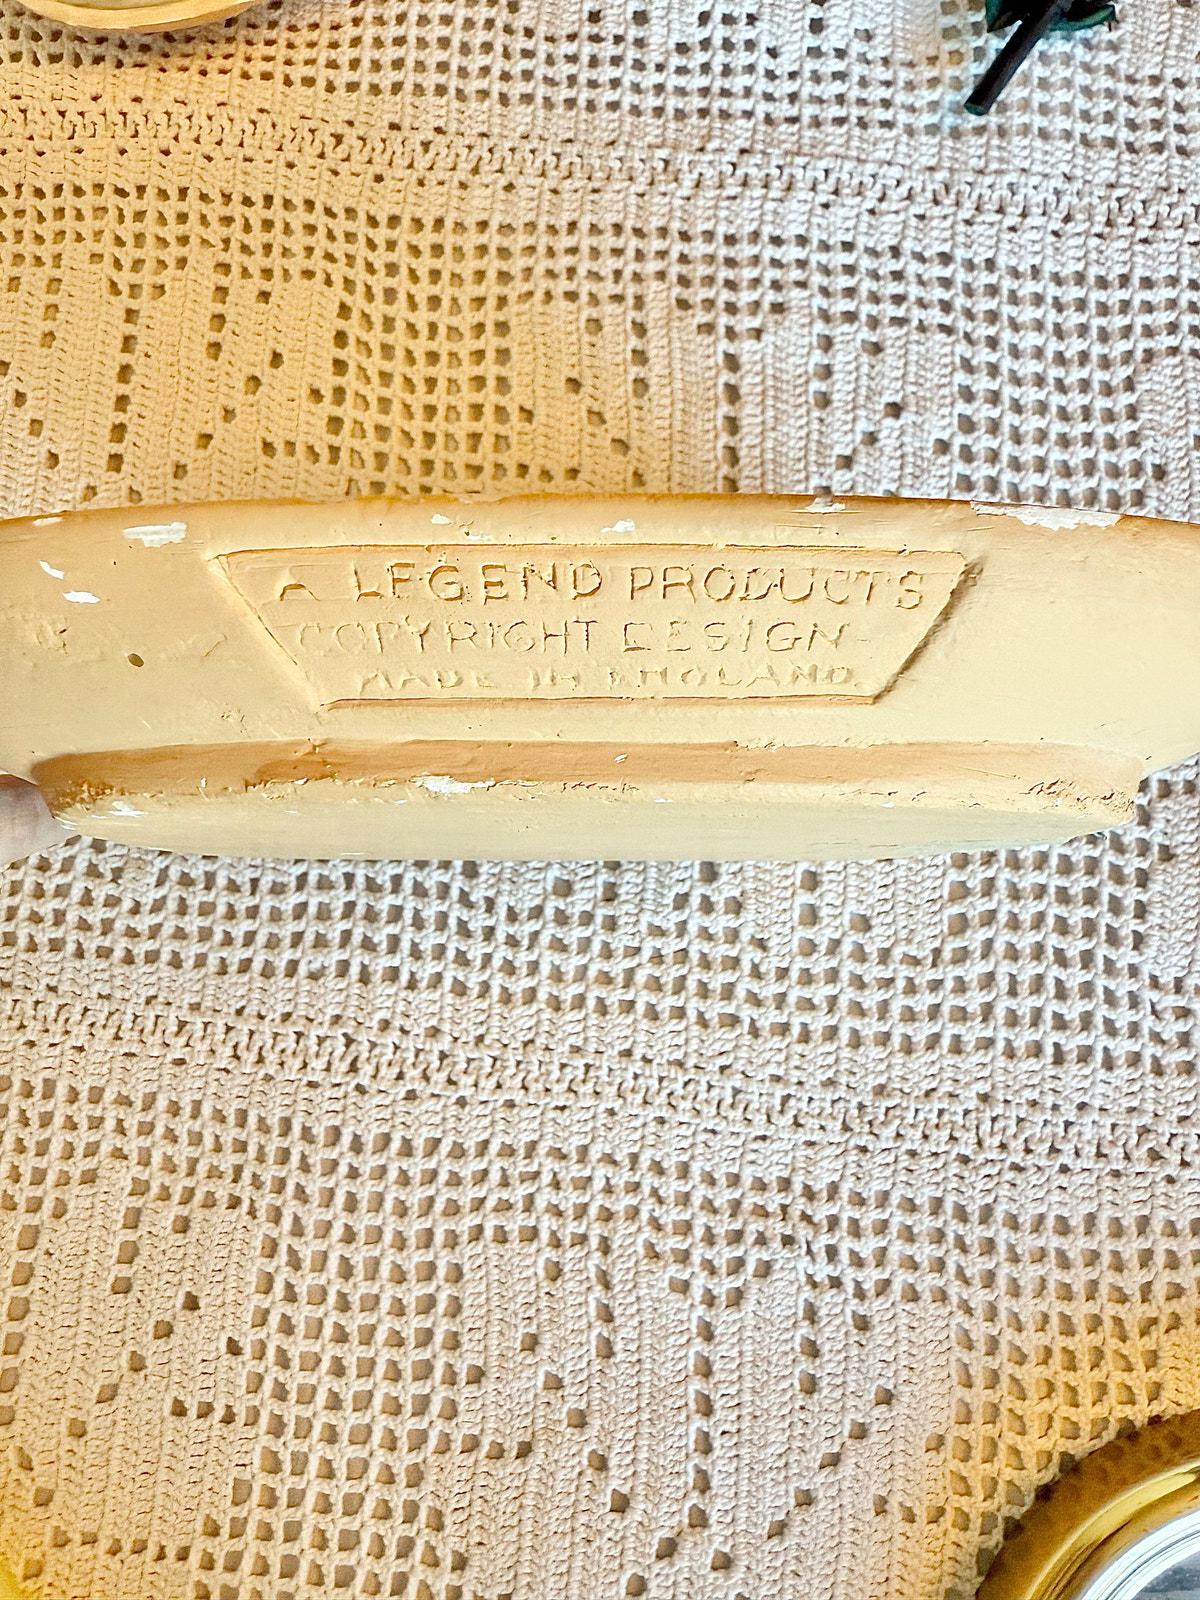 A LEGEND PRODUCTS
COPYRIGHT DESIGN
MADE IN ENGLAND